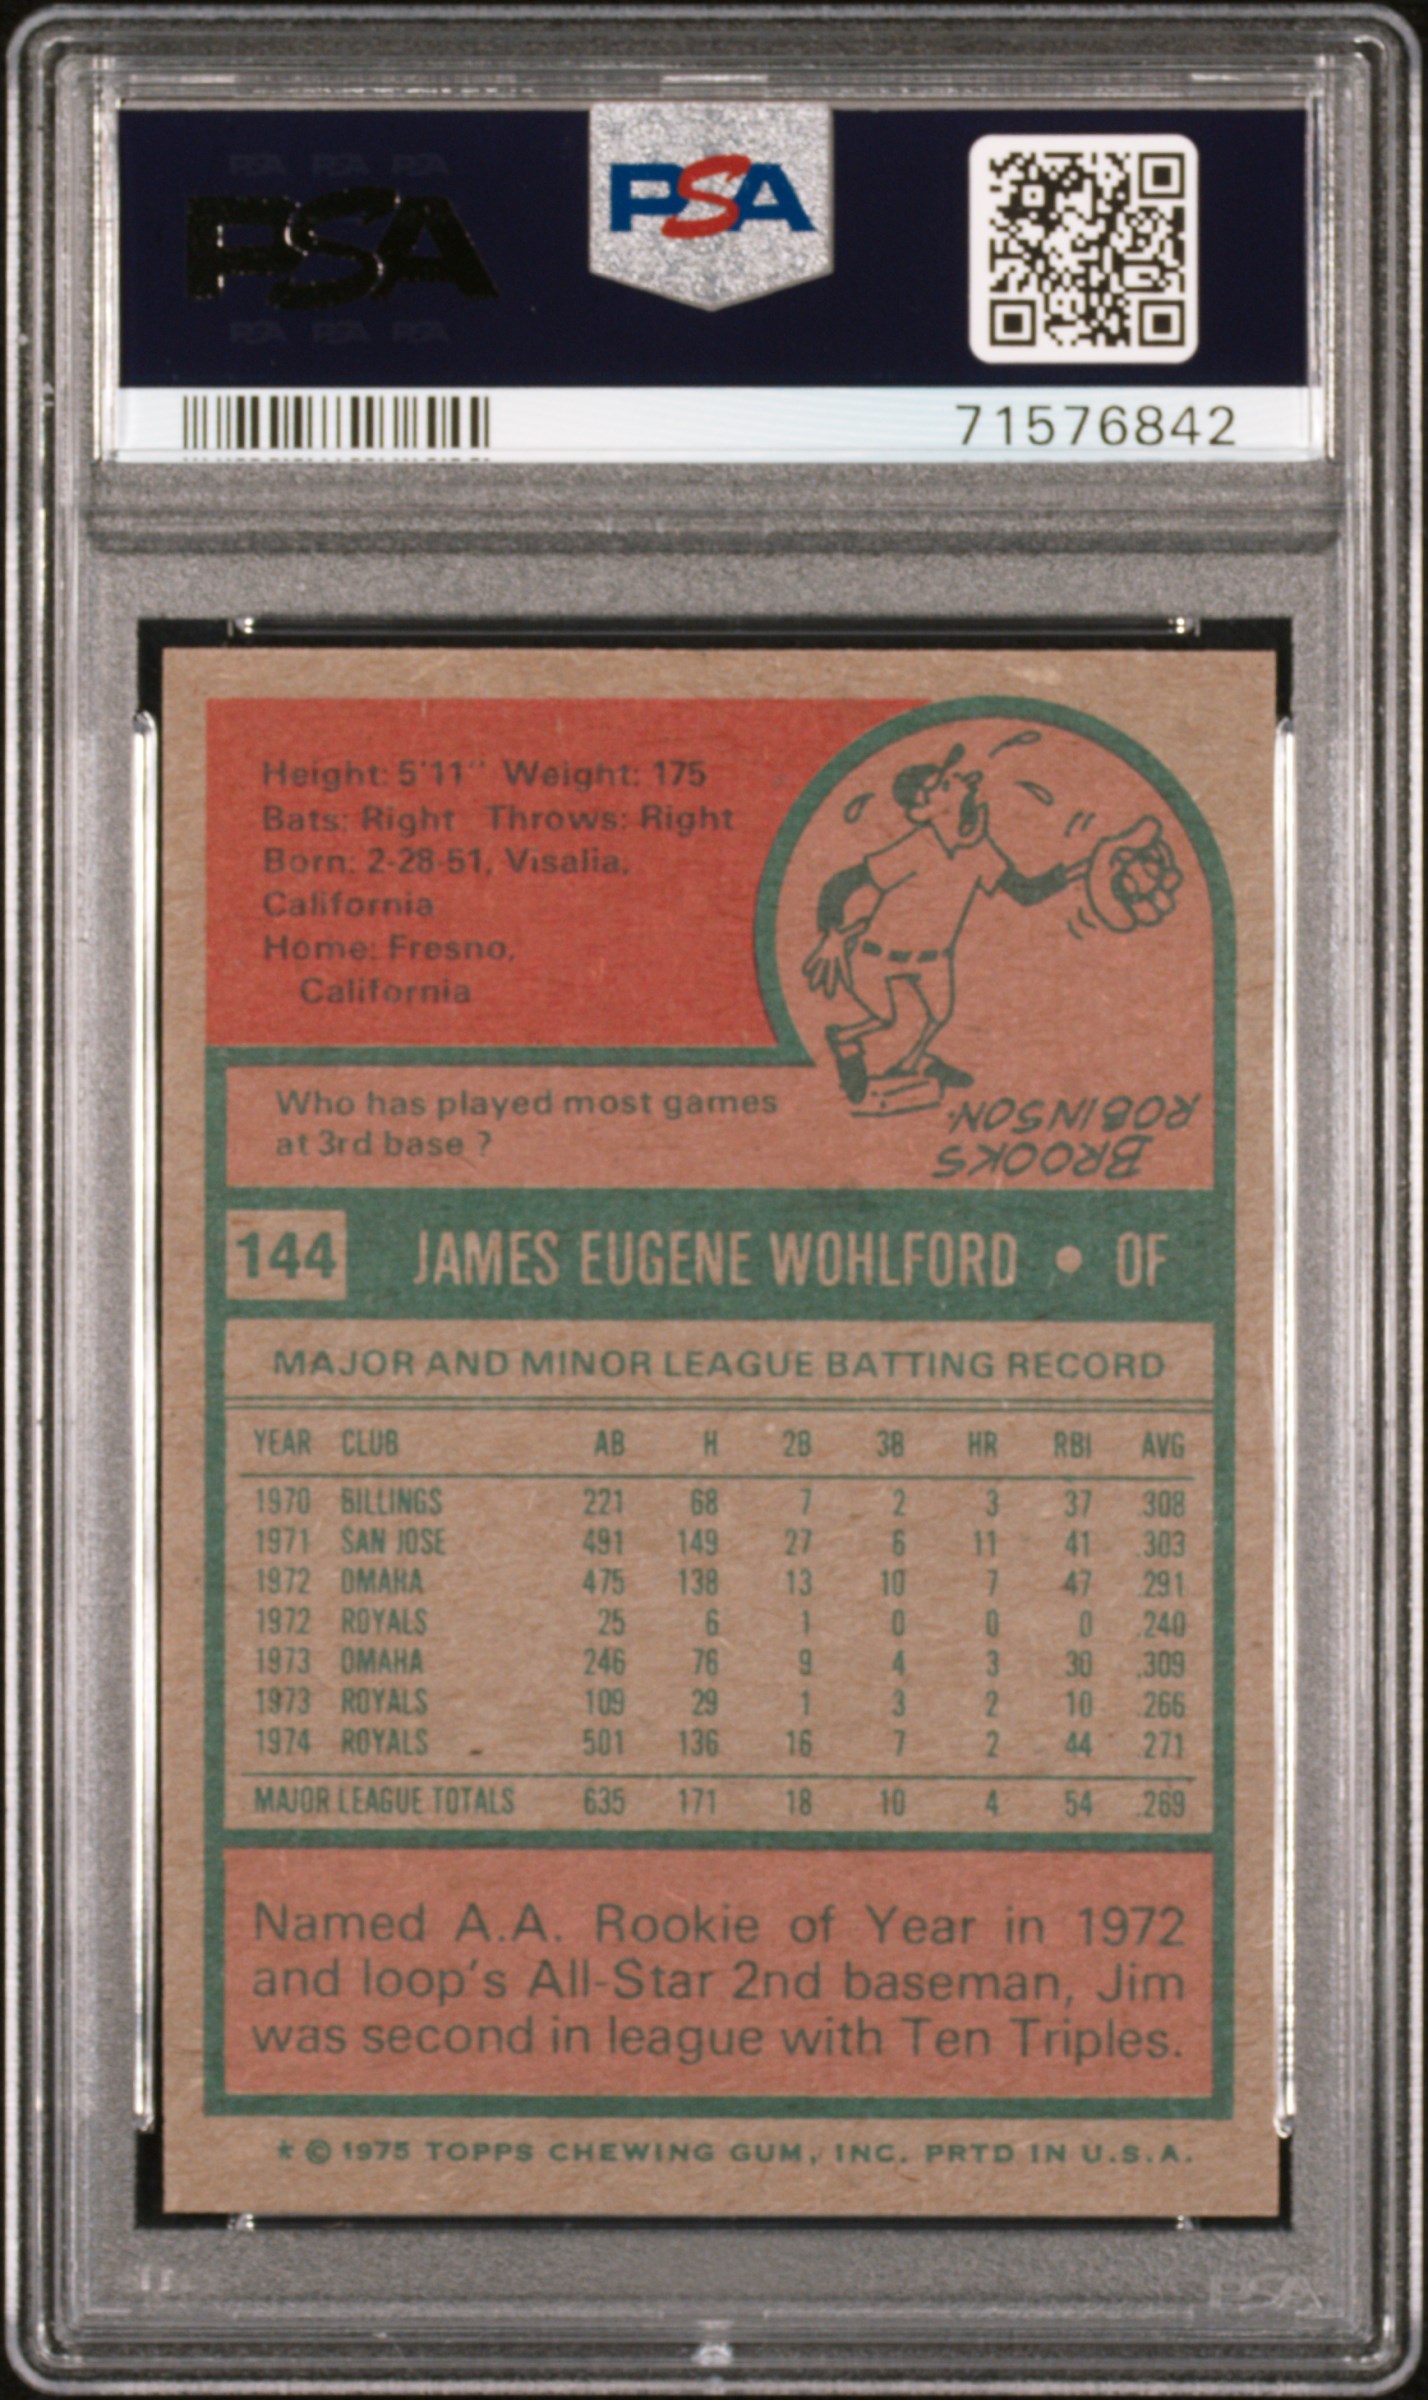 PSA PSA PSA
PSA
PSA PSA PSA
PSA
71576842
Height: 5'11" Weight: 175
Bats: Right Throws: Right
Born: 2-28-51, Visalia,
California
Home: Fresno,
California
Who has played most games
at 3rd base ?
BROOKS
ROBINSON.
144 JAMES EUGENE WOHLFORD • OF
MAJOR AND MINOR LEAGUE BATTING RECORD
YEAR CLUB AB H 2B 3B HR RBI AVG
1970 BILLINGS 221 68 7 2 3 37 .308
1971 SAN JOSE 491 149 27 6 11 41 .303
1972 OMAHA 475 138 13 10 7 47 .291
1972 ROYALS 25 6 1 0 0 0 .240
1973 OMAHA 246 76 9 4 3 30 .309
1973 ROYALS 109 29 1 3 2 10 .266
1974 ROYALS 501 136 16 7 2 44 .271
MAJOR LEAGUE TOTALS 635 171 18 10 4 54 .269
Named A.A. Rookie of Year in 1972
and loop's All-Star 2nd baseman, Jim
was second in league with Ten Triples.
* © 1975 TOPPS CHEWING GUM, INC. PRTD IN U.S.A.
PSA